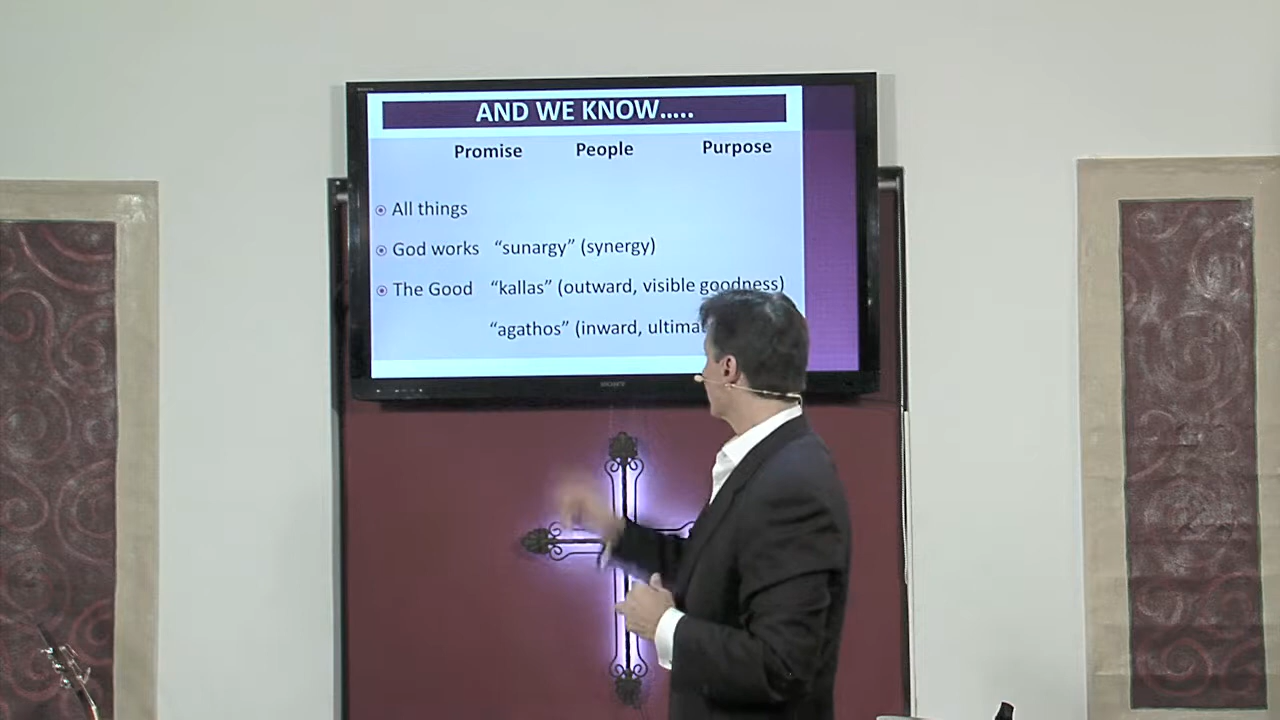 AND WE KNOW.....
Promise People Purpose
All things
God works “sunargy” (synergy)
The Good “kallas” (outward, visible goodness)
“agathos” (inward,
SONY